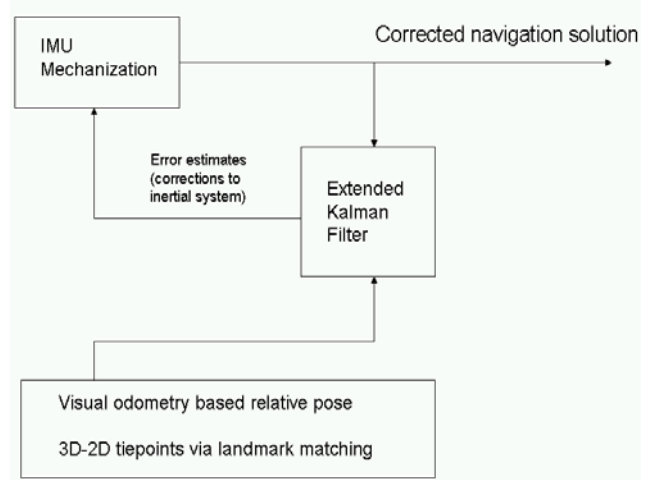 IMU
Mechanization
Corrected navigation solution
Error estimates
(corrections to
inertial system)
Extended
Kalman
Filter
Visual odometry based relative pose
3D-2D tiepoints via landmark matching